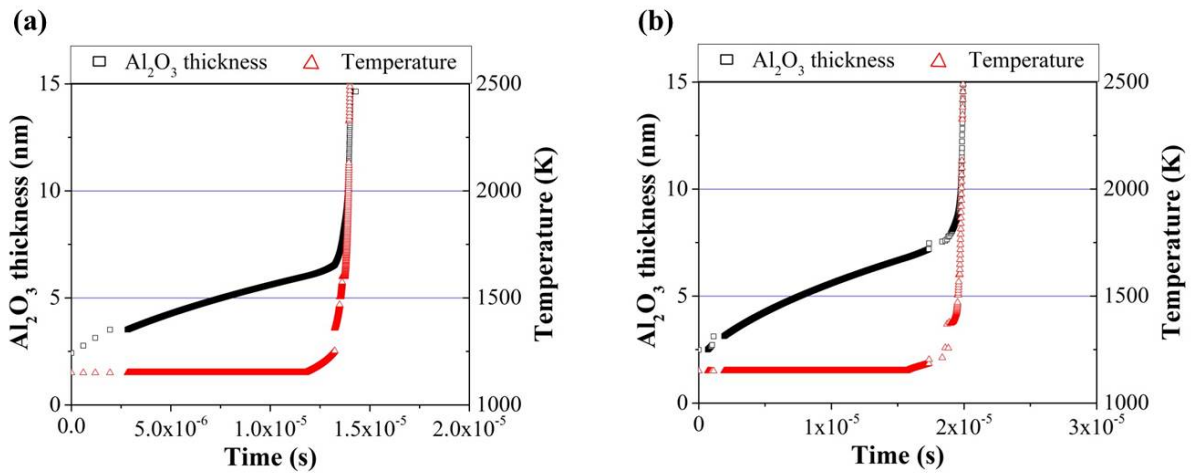 (a)
□ Al₂O₃ thickness △ Temperature
15
10
5
0
Al₂O₃ thickness (nm)
2500
2000
1500
1000
Temperature (K)
0.0 5.0x10⁻⁶ 1.0x10⁻⁵ 1.5x10⁻⁵ 2.0x10⁻⁵
Time (s)
(b)
□ Al₂O₃ thickness △ Temperature
15
10
5
0
Al₂O₃ thickness (nm)
2500
2000
1500
1000
Temperature (K)
0 1x10⁻⁵ 2x10⁻⁵ 3x10⁻⁵
Time (s)